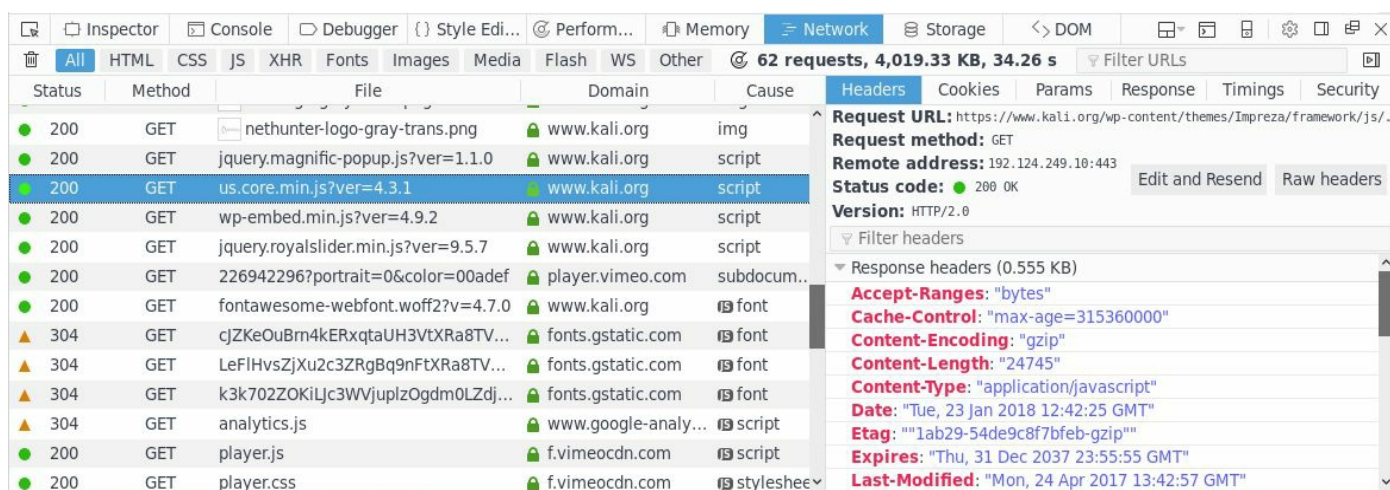 Inspector Console Debugger { } Style Edi... Perform... Memory Network Storage DOM
All HTML CSS JS XHR Fonts Images Media Flash WS Other 62 requests, 4,019.33 KB, 34.26 s Filter URLs
Status Method File Domain Cause
200 GET nethunter-logo-gray-trans.png www.kali.org img
200 GET jquery.magnific-popup.js?ver=1.1.0 www.kali.org script
200 GET us.core.min.js?ver=4.3.1 www.kali.org script
200 GET wp-embed.min.js?ver=4.9.2 www.kali.org script
200 GET jquery.royalslider.min.js?ver=9.5.7 www.kali.org script
200 GET 226942296?portrait=0&color=00adef player.vimeo.com subdocum...
200 GET fontawesome-webfont.woff2?v=4.7.0 www.kali.org JS font
304 GET cJZKeOuBrn4kERxqtaUH3VtXRa8TV... fonts.gstatic.com JS font
304 GET LeFlHvsZjXu2c3ZRgBq9nFtXRa8TV... fonts.gstatic.com JS font
304 GET k3k702ZOKiLJc3WVjuplzOgdm0LZdj... fonts.gstatic.com JS font
304 GET analytics.js www.google-analy... JS script
200 GET player.js f.vimeocdn.com JS script
200 GET player.css f.vimeocdn.com JS styleshee
Headers Cookies Params Response Timings Security
Request URL: https://www.kali.org/wp-content/themes/Impreza/framework/js/.
Request method: GET
Remote address: 192.124.249.10:443
Status code: 200 OK
Edit and Resend Raw headers
Version: HTTP/2.0
Filter headers
Response headers (0.555 KB)
Accept-Ranges: "bytes"
Cache-Control: "max-age=315360000"
Content-Encoding: "gzip"
Content-Length: "24745"
Content-Type: "application/javascript"
Date: "Tue, 23 Jan 2018 12:42:25 GMT"
Etag: ""1ab29-54de9c8f7bfeb-gzip""
Expires: "Thu, 31 Dec 2037 23:55:55 GMT"
Last-Modified: "Mon, 24 Apr 2017 13:42:57 GMT"